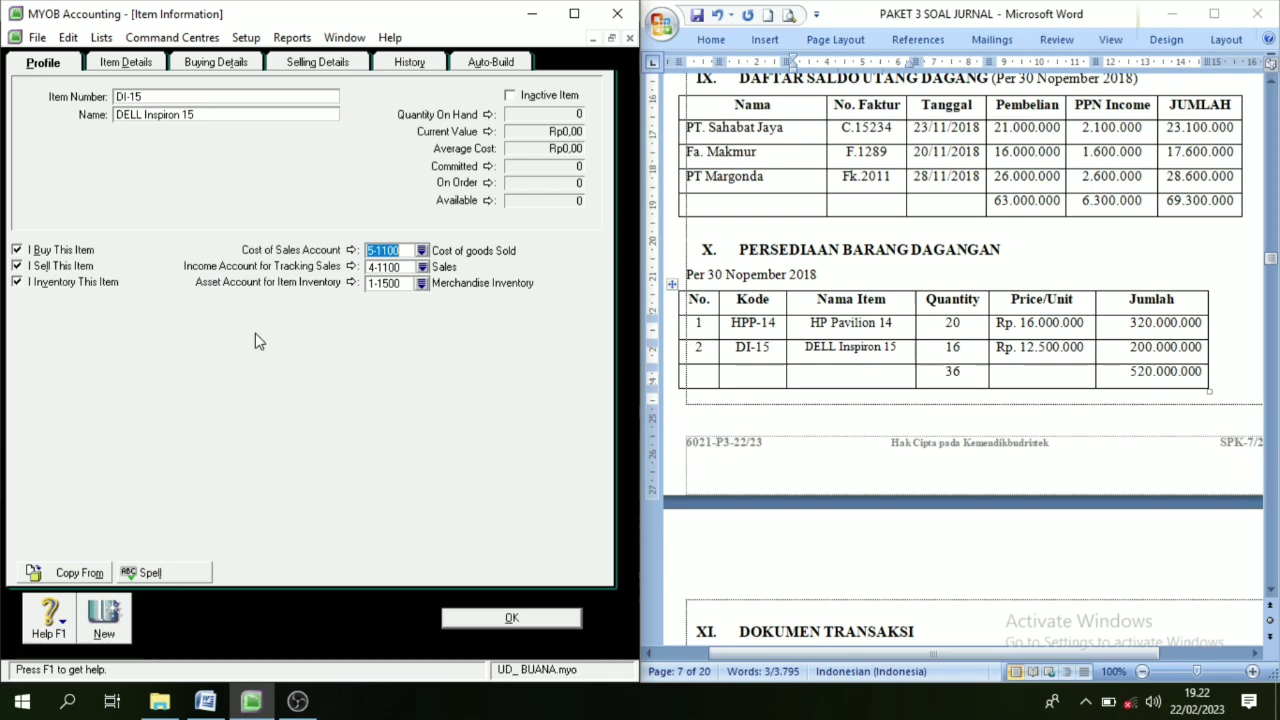 MYOB Accounting - [Item Information]
File Edit Lists Command Centres Setup Reports Window Help
Profile Item Details Buying Details Selling Details History Auto-Build
Item Number: DI-15
Name: DELL Inspiron 15
Inactive Item
Quantity On Hand 0
Current Value Rp0,00
Average Cost: Rp0,00
Committed 0
On Order 0
Available 0
I Buy This Item
I Sell This Item
I Inventory This Item
Cost of Sales Account 5-1100 Cost of goods Sold
Income Account for Tracking Sales 4-1100 Sales
Asset Account for Item Inventory 1-1500 Merchandise Inventory
Copy From Spell
Help F1 New OK
Press F1 to get help. UD_ BUANA.myo
PAKET 3 SOAL JURNAL - Microsoft Word
Home Insert Page Layout References Mailings Review View Design Layout
IX. DAFTAR SALDO UTANG DAGANG (Per 30 Nopember 2018)
Nama No. Faktur Tanggal Pembelian PPN Income JUMLAH
PT. Sahabat Jaya C.15234 23/11/2018 21.000.000 2.100.000 23.100.000
Fa. Makmur F.1289 20/11/2018 16.000.000 1.600.000 17.600.000
PT Margonda Fk.2011 28/11/2018 26.000.000 2.600.000 28.600.000
63.000.000 6.300.000 69.300.000
X. PERSEDIAAN BARANG DAGANGAN
Per 30 Nopember 2018
No. Kode Nama Item Quantity Price/Unit Jumlah
1 HPP-14 HP Pavilion 14 20 Rp. 16.000.000 320.000.000
2 DI-15 DELL Inspiron 15 16 Rp. 12.500.000 200.000.000
36 520.000.000
6021-P3-22/23 Hak Cipta pada Kemendikbudristek SPK-7/2
XI. DOKUMEN TRANSAKSI
Activate Windows
Go to Settings to activate Windows.
Page: 7 of 20 Words: 3/3.795 Indonesian (Indonesia) 100%
19.22
22/02/2023